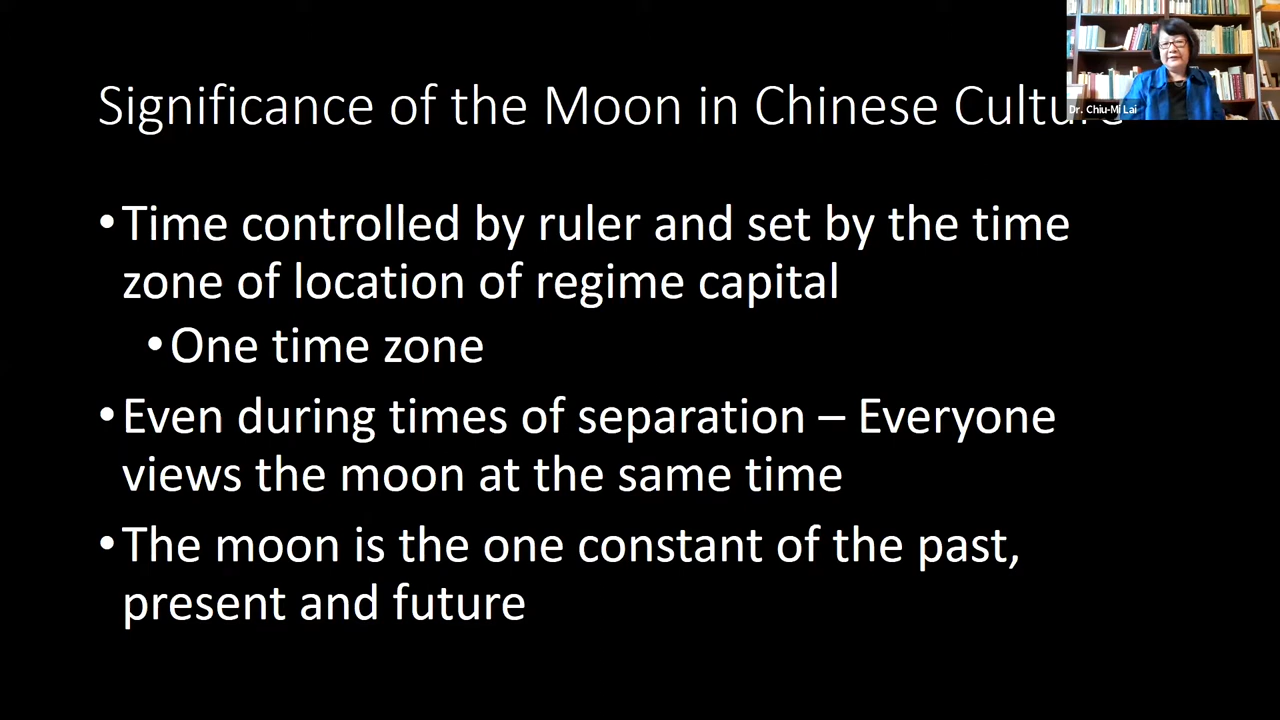 Significance of the Moon in Chinese Culture
Dr. Chiu-Mi Lai
•Time controlled by ruler and set by the time
zone of location of regime capital
•One time zone
•Even during times of separation – Everyone
views the moon at the same time
•The moon is the one constant of the past,
present and future